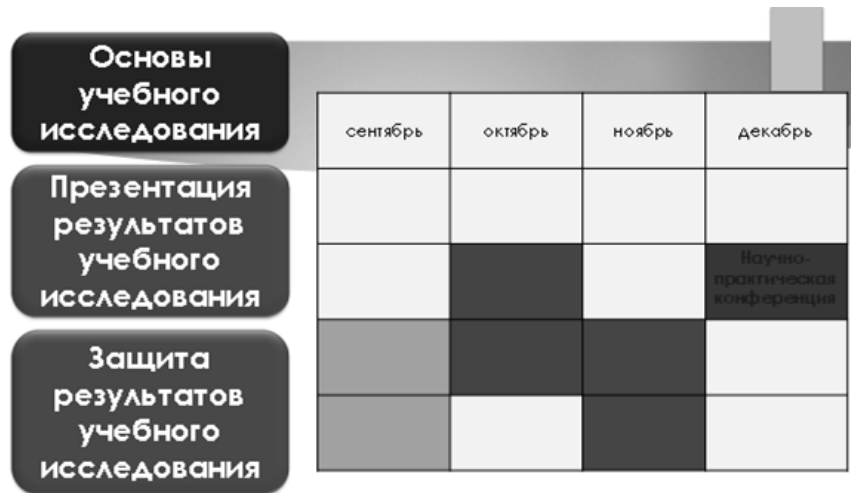 Основы
учебного
исследования
Презентация
результатов
учебного
исследования
Защита
результатов
учебного
исследования
сентябрь
октябрь
ноябрь
декабрь
Научно-
практическая
конференция